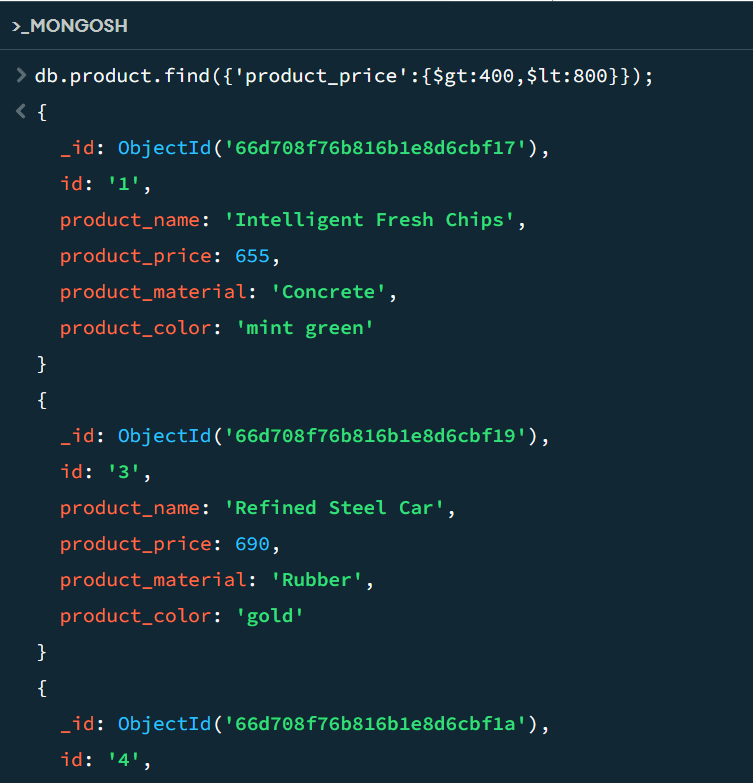 >_MONGOSH
> db.product.find({'product_price':{$gt:400,$lt:800}});
< {
_id: ObjectId('66d708f76b816b1e8d6cbf17'),
id: '1',
product_name: 'Intelligent Fresh Chips',
product_price: 655,
product_material: 'Concrete',
product_color: 'mint green'
}
{
_id: ObjectId('66d708f76b816b1e8d6cbf19'),
id: '3',
product_name: 'Refined Steel Car',
product_price: 690,
product_material: 'Rubber',
product_color: 'gold'
}
{
_id: ObjectId('66d708f76b816b1e8d6cbf1a'),
id: '4',